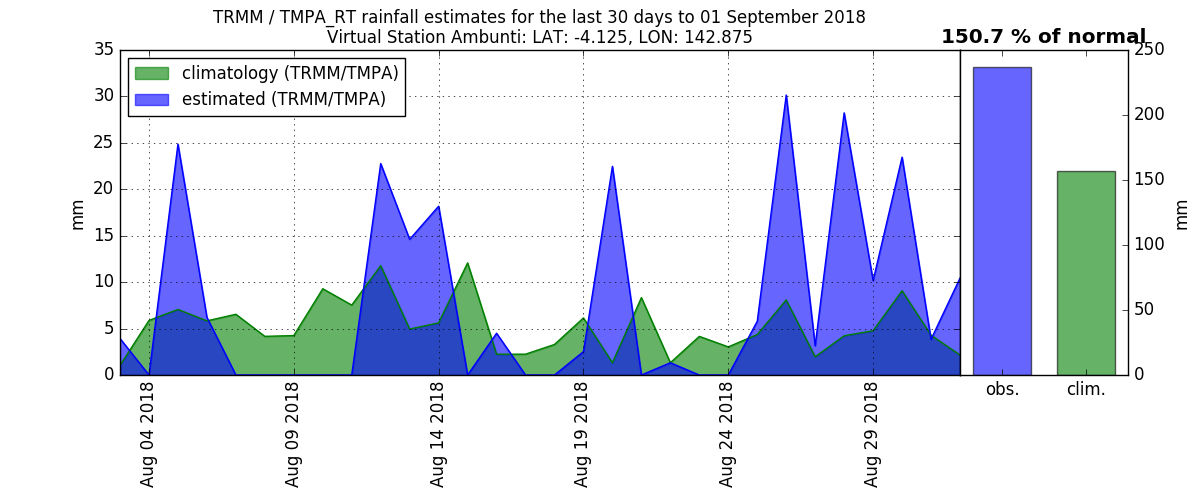 TRMM / TMPA_RT rainfall estimates for the last 30 days to 01 September 2018
Virtual Station Ambunti: LAT: -4.125, LON: 142.875
150.7 % of normal
climatology (TRMM/TMPA)
estimated (TRMM/TMPA)
35
30
25
20
15
10
5
0
mm
Aug 04 2018
Aug 09 2018
Aug 14 2018
Aug 19 2018
Aug 24 2018
Aug 29 2018
obs.
clim.
250
200
150
100
50
0
mm